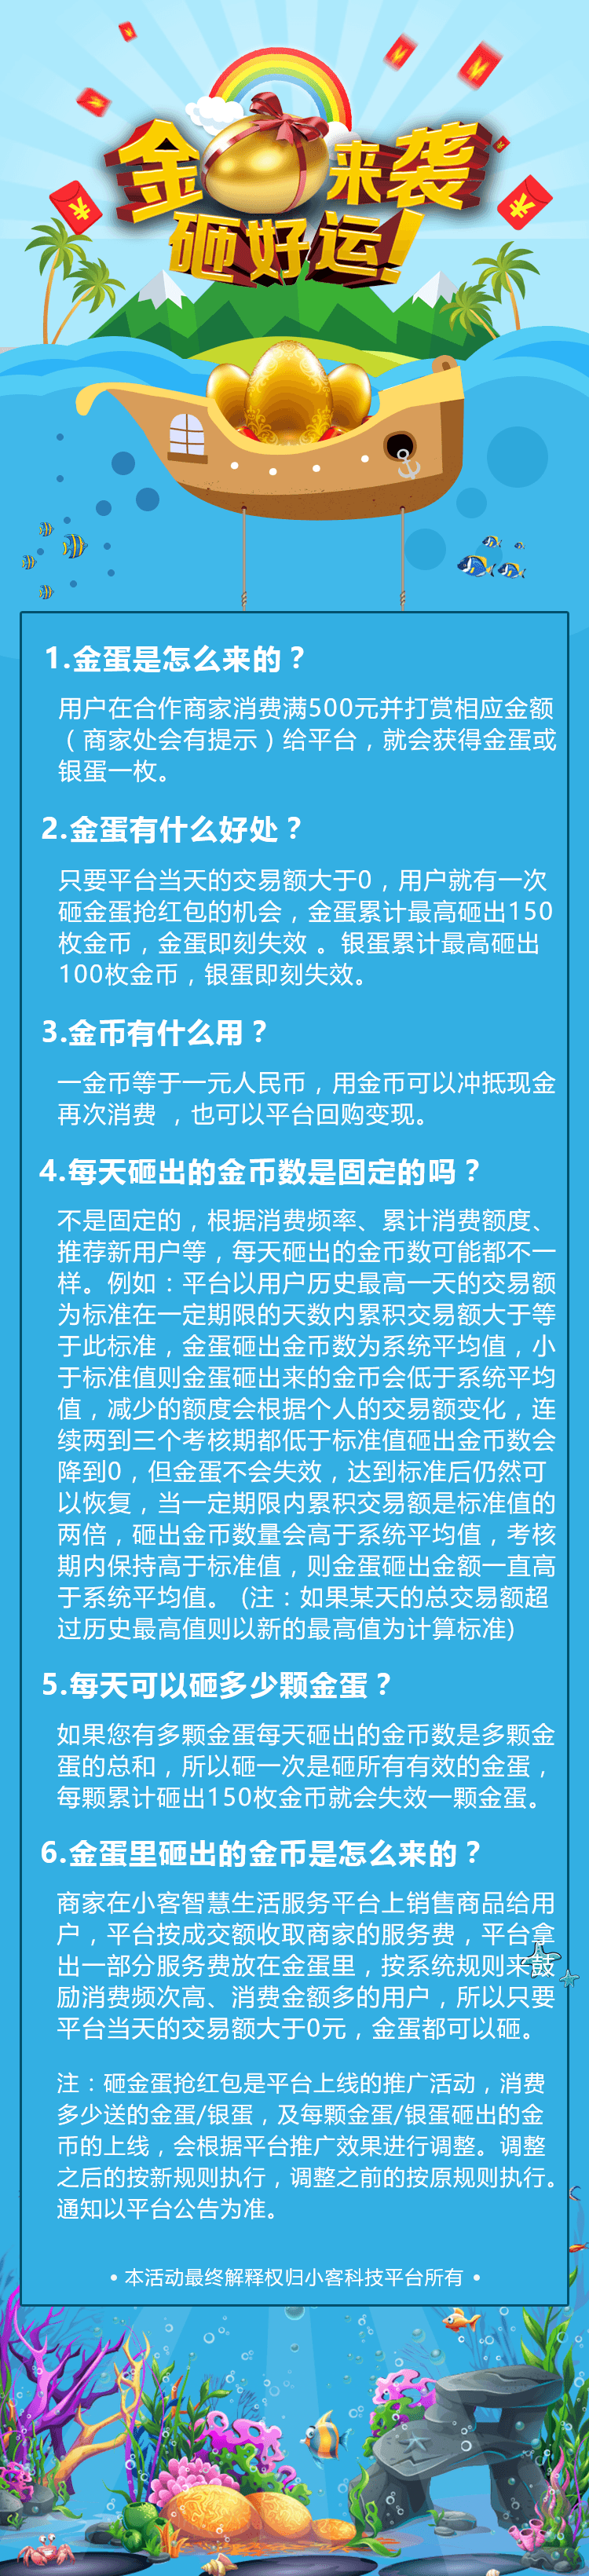 金来袭
砸好运!
1.金蛋是怎么来的？
用户在合作商家消费满500元并打赏相应金额
（商家处会有提示）给平台，就会获得金蛋或
银蛋一枚。
2.金蛋有什么好处？
只要平台当天的交易额大于0，用户就有一次
砸金蛋抢红包的机会，金蛋累计最高砸出150
枚金币，金蛋即刻失效 。银蛋累计最高砸出
100枚金币，银蛋即刻失效。
3.金币有什么用？
一金币等于一元人民币，用金币可以冲抵现金
再次消费 ，也可以平台回购变现。
4.每天砸出的金币数是固定的吗？
不是固定的，根据消费频率、累计消费额度、
推荐新用户等，每天砸出的金币数可能都不一
样。例如：平台以用户历史最高一天的交易额
为标准在一定期限的天数内累积交易额大于等
于此标准，金蛋砸出金币数为系统平均值，小
于标准值则金蛋砸出来的金币会低于系统平均
值，减少的额度会根据个人的交易额变化，连
续两到三个考核期都低于标准值砸出金币数会
降到0，但金蛋不会失效，达到标准后仍然可
以恢复，当一定期限内累积交易额是标准值的
两倍，砸出金币数量会高于系统平均值，考核
期内保持高于标准值，则金蛋砸出金额一直高
于系统平均值。 (注：如果某天的总交易额超
过历史最高值则以新的最高值为计算标准)
5.每天可以砸多少颗金蛋？
如果您有多颗金蛋每天砸出的金币数是多颗金
蛋的总和，所以砸一次是砸所有有效的金蛋，
每颗累计砸出150枚金币就会失效一颗金蛋。
6.金蛋里砸出的金币是怎么来的？
商家在小客智慧生活服务平台上销售商品给用
户，平台按成交额收取商家的服务费，平台拿
出一部分服务费放在金蛋里，按系统规则来鼓
励消费频次高、消费金额多的用户，所以只要
平台当天的交易额大于0元，金蛋都可以砸。
注：砸金蛋抢红包是平台上线的推广活动，消费
多少送的金蛋/银蛋，及每颗金蛋/银蛋砸出的金
币的上线，会根据平台推广效果进行调整。调整
之后的按新规则执行，调整之前的按原规则执行。
通知以平台公告为准。
• 本活动最终解释权归小客科技平台所有 •